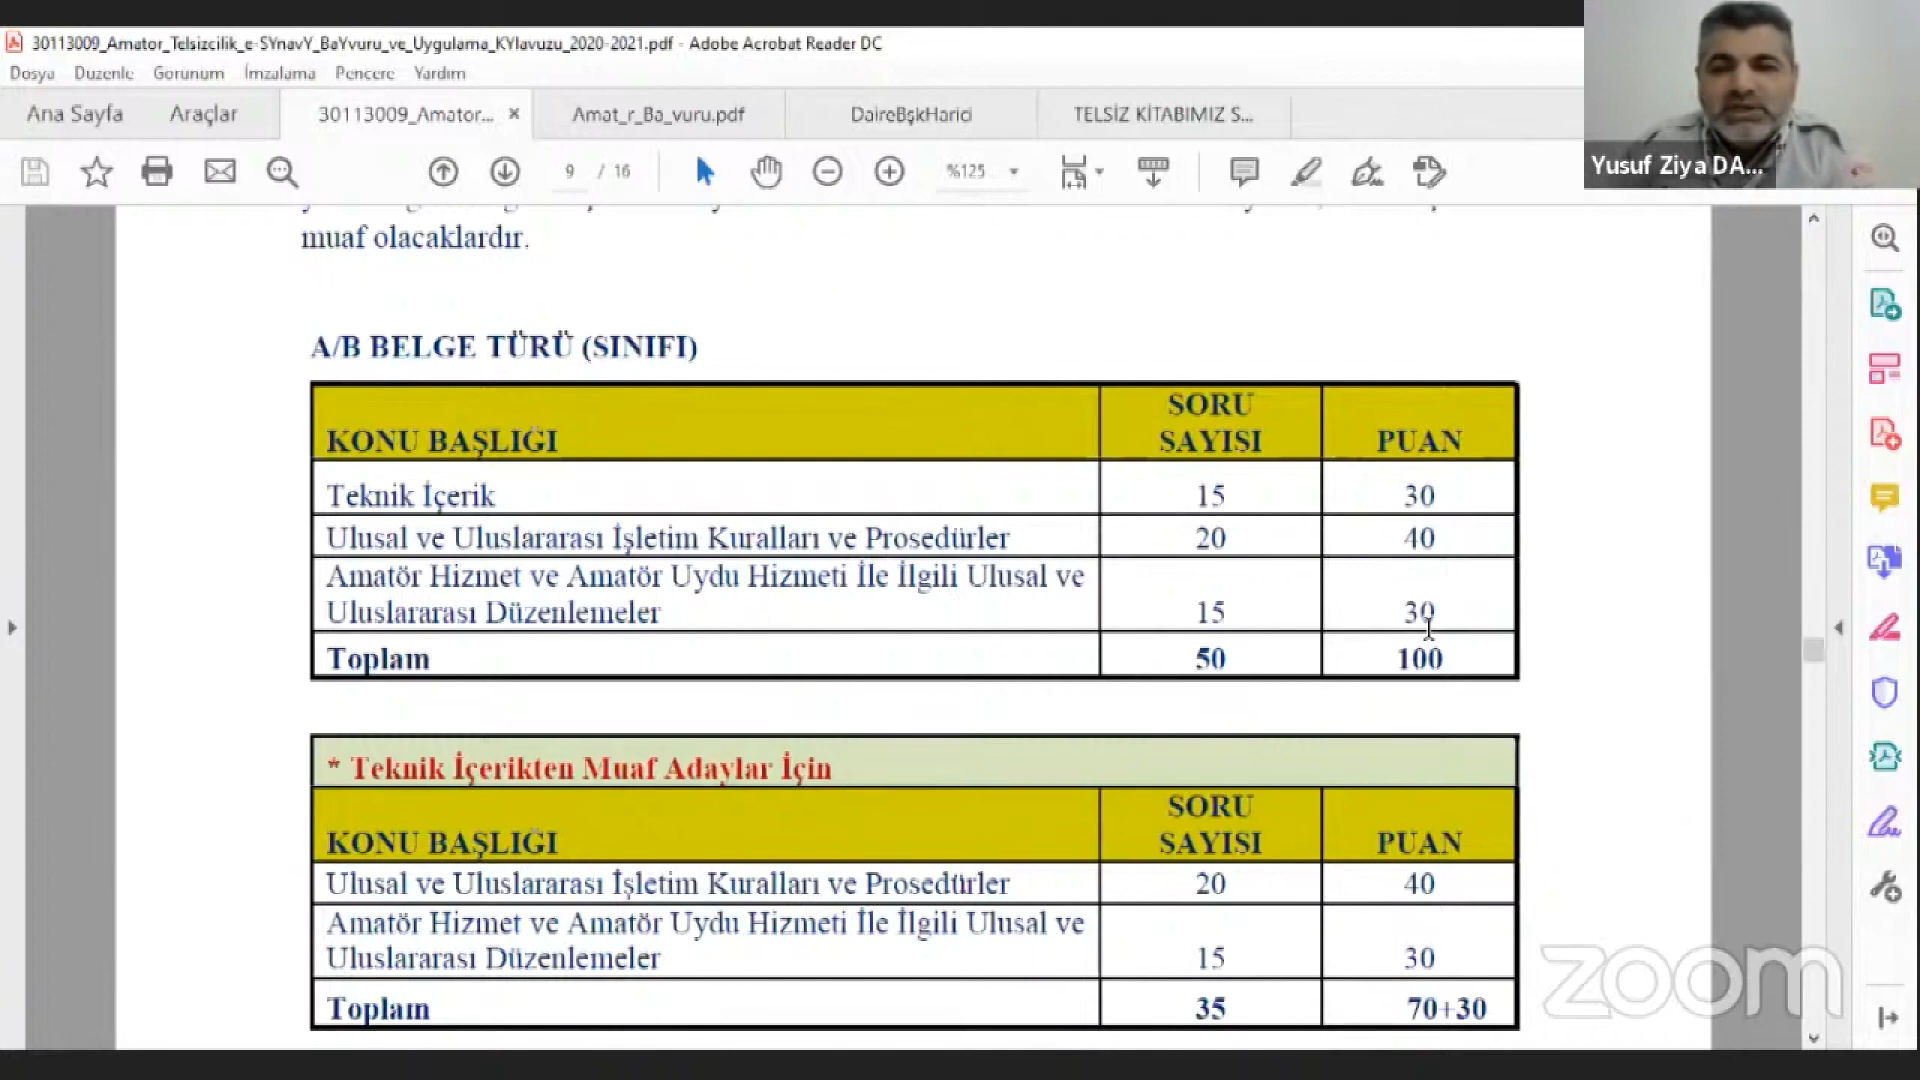 30113009_Amator_Telsizcilik_e-SYnavY_BaYvuru_ve_Uygulama_KYlavuzu_2020-2021.pdf - Adobe Acrobat Reader DC
Dosya Duzenle Gorunum İmzalama Pencere Yardım
Ana Sayfa Araçlar 30113009_Amator... × Amat_r_Ba_vuru.pdf DaireBşkHarici TELSİZ KİTABIMIZ S...
9 / 16 %125
Yusuf Ziya DA...
muaf olacaklardır.
A/B BELGE TÜRÜ (SINIFI)
KONU BAŞLIĞI SORU SAYISI PUAN
Teknik İçerik 15 30
Ulusal ve Uluslararası İşletim Kuralları ve Prosedürler 20 40
Amatör Hizmet ve Amatör Uydu Hizmeti İle İlgili Ulusal ve
Uluslararası Düzenlemeler 15 30
Toplam 50 100
* Teknik İçerikten Muaf Adaylar İçin
KONU BAŞLIĞI SORU SAYISI PUAN
Ulusal ve Uluslararası İşletim Kuralları ve Prosedürler 20 40
Amatör Hizmet ve Amatör Uydu Hizmeti İle İlgili Ulusal ve
Uluslararası Düzenlemeler 15 30
Toplam 35 70+30
zoom